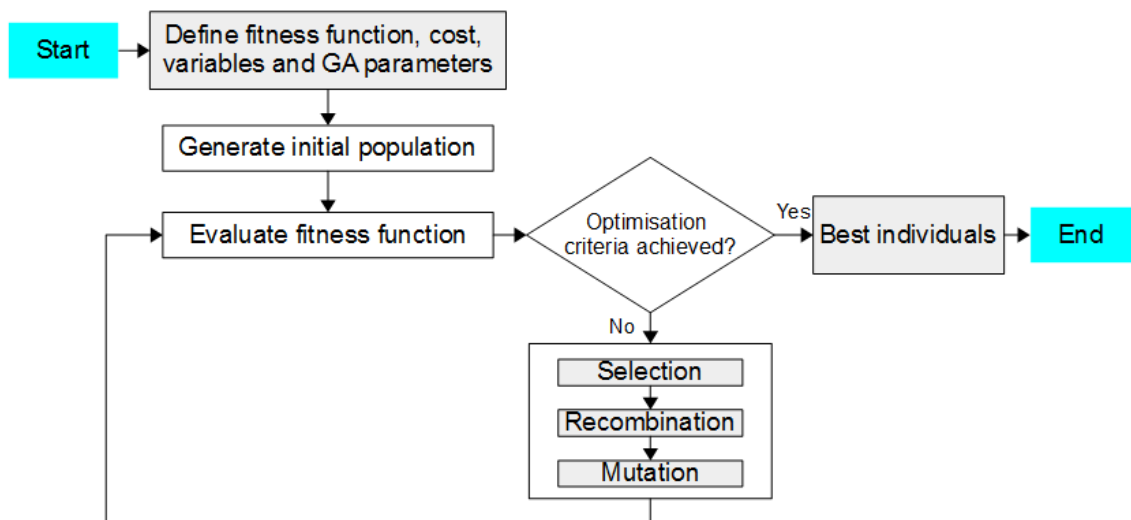 Start
Define fitness function, cost,
variables and GA parameters
Generate initial population
Evaluate fitness function
Optimisation
criteria achieved?
Yes
Best individuals
End
No
Selection
Recombination
Mutation